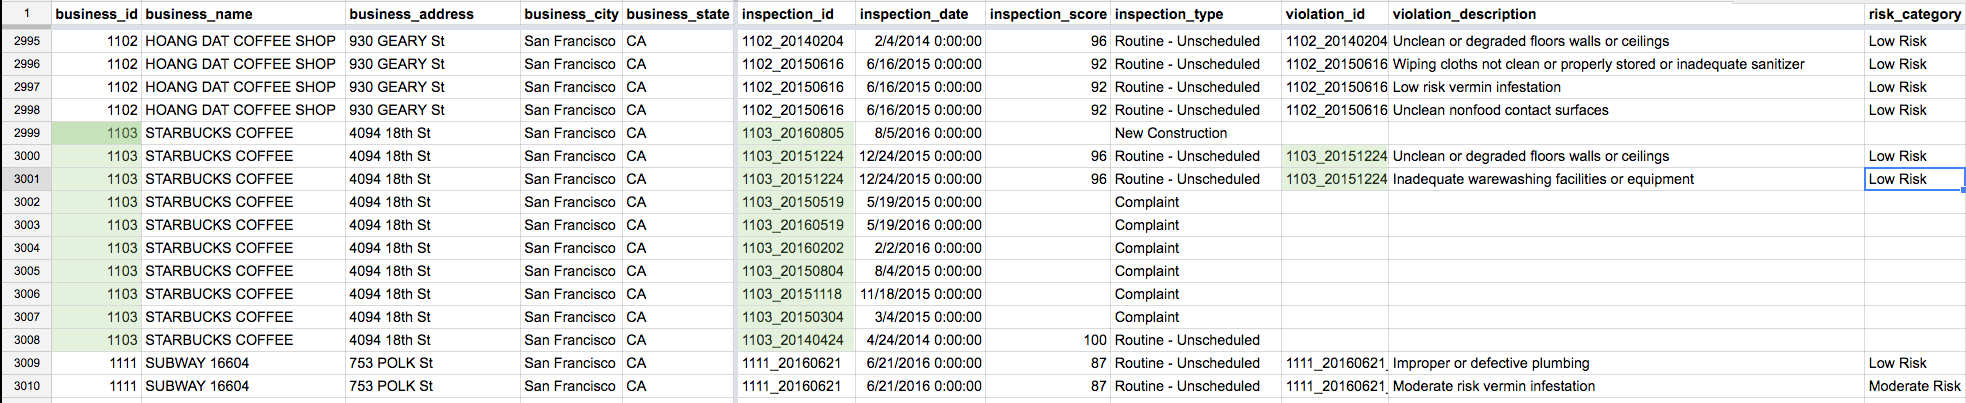 1 business_id business_name business_address business_city business_state inspection_id inspection_date inspection_score inspection_type violation_id violation_description risk_category
2995 1102 HOANG DAT COFFEE SHOP 930 GEARY St San Francisco CA 1102_20140204 2/4/2014 0:00:00 96 Routine - Unscheduled 1102_20140204 Unclean or degraded floors walls or ceilings Low Risk
2996 1102 HOANG DAT COFFEE SHOP 930 GEARY St San Francisco CA 1102_20150616 6/16/2015 0:00:00 92 Routine - Unscheduled 1102_20150616 Wiping cloths not clean or properly stored or inadequate sanitizer Low Risk
2997 1102 HOANG DAT COFFEE SHOP 930 GEARY St San Francisco CA 1102_20150616 6/16/2015 0:00:00 92 Routine - Unscheduled 1102_20150616 Low risk vermin infestation Low Risk
2998 1102 HOANG DAT COFFEE SHOP 930 GEARY St San Francisco CA 1102_20150616 6/16/2015 0:00:00 92 Routine - Unscheduled 1102_20150616 Unclean nonfood contact surfaces Low Risk
2999 1103 STARBUCKS COFFEE 4094 18th St San Francisco CA 1103_20160805 8/5/2016 0:00:00 New Construction
3000 1103 STARBUCKS COFFEE 4094 18th St San Francisco CA 1103_20151224 12/24/2015 0:00:00 96 Routine - Unscheduled 1103_20151224 Unclean or degraded floors walls or ceilings Low Risk
3001 1103 STARBUCKS COFFEE 4094 18th St San Francisco CA 1103_20151224 12/24/2015 0:00:00 96 Routine - Unscheduled 1103_20151224 Inadequate warewashing facilities or equipment Low Risk
3002 1103 STARBUCKS COFFEE 4094 18th St San Francisco CA 1103_20150519 5/19/2015 0:00:00 Complaint
3003 1103 STARBUCKS COFFEE 4094 18th St San Francisco CA 1103_20160519 5/19/2016 0:00:00 Complaint
3004 1103 STARBUCKS COFFEE 4094 18th St San Francisco CA 1103_20160202 2/2/2016 0:00:00 Complaint
3005 1103 STARBUCKS COFFEE 4094 18th St San Francisco CA 1103_20150804 8/4/2015 0:00:00 Complaint
3006 1103 STARBUCKS COFFEE 4094 18th St San Francisco CA 1103_20151118 11/18/2015 0:00:00 Complaint
3007 1103 STARBUCKS COFFEE 4094 18th St San Francisco CA 1103_20150304 3/4/2015 0:00:00 Complaint
3008 1103 STARBUCKS COFFEE 4094 18th St San Francisco CA 1103_20140424 4/24/2014 0:00:00 100 Routine - Unscheduled
3009 1111 SUBWAY 16604 753 POLK St San Francisco CA 1111_20160621 6/21/2016 0:00:00 87 Routine - Unscheduled 1111_20160621_ Improper or defective plumbing Low Risk
3010 1111 SUBWAY 16604 753 POLK St San Francisco CA 1111_20160621 6/21/2016 0:00:00 87 Routine - Unscheduled 1111_20160621_ Moderate risk vermin infestation Moderate Risk